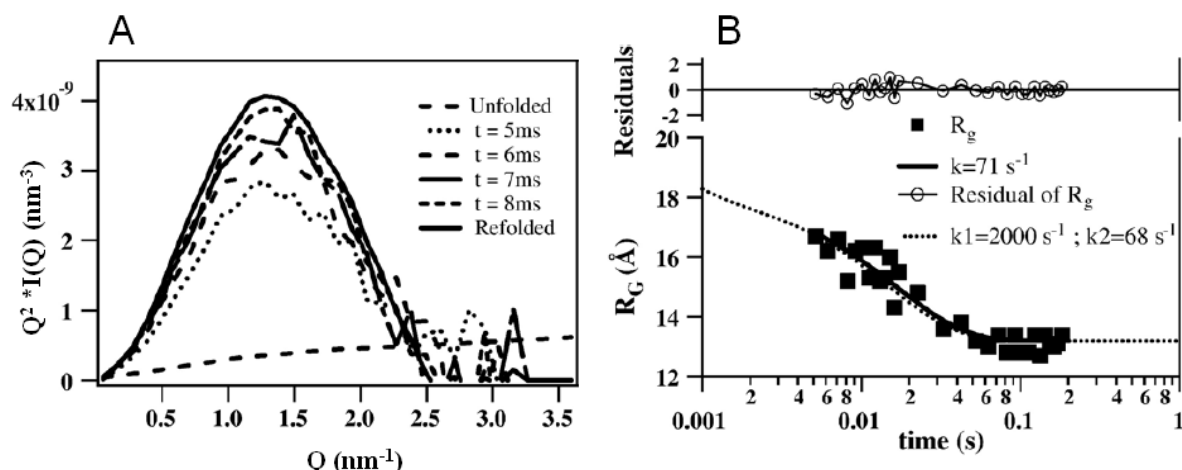 A
Q² *I(Q) (nm⁻³)
4x10⁻⁹
3
2
1
0
Unfolded
t = 5ms
t = 6ms
t = 7ms
t = 8ms
Refolded
0.5 1.0 1.5 2.0 2.5 3.0 3.5
Q (nm⁻¹)
B
Residuals
2
0
-2
R_G (Å)
20
18
16
14
12
R_g
k=71 s⁻¹
Residual of R_g
k1=2000 s⁻¹ ; k2=68 s⁻¹
0.001 2 4 6 8 0.01 2 4 6 8 0.1 2 4 6 8 1
time (s)